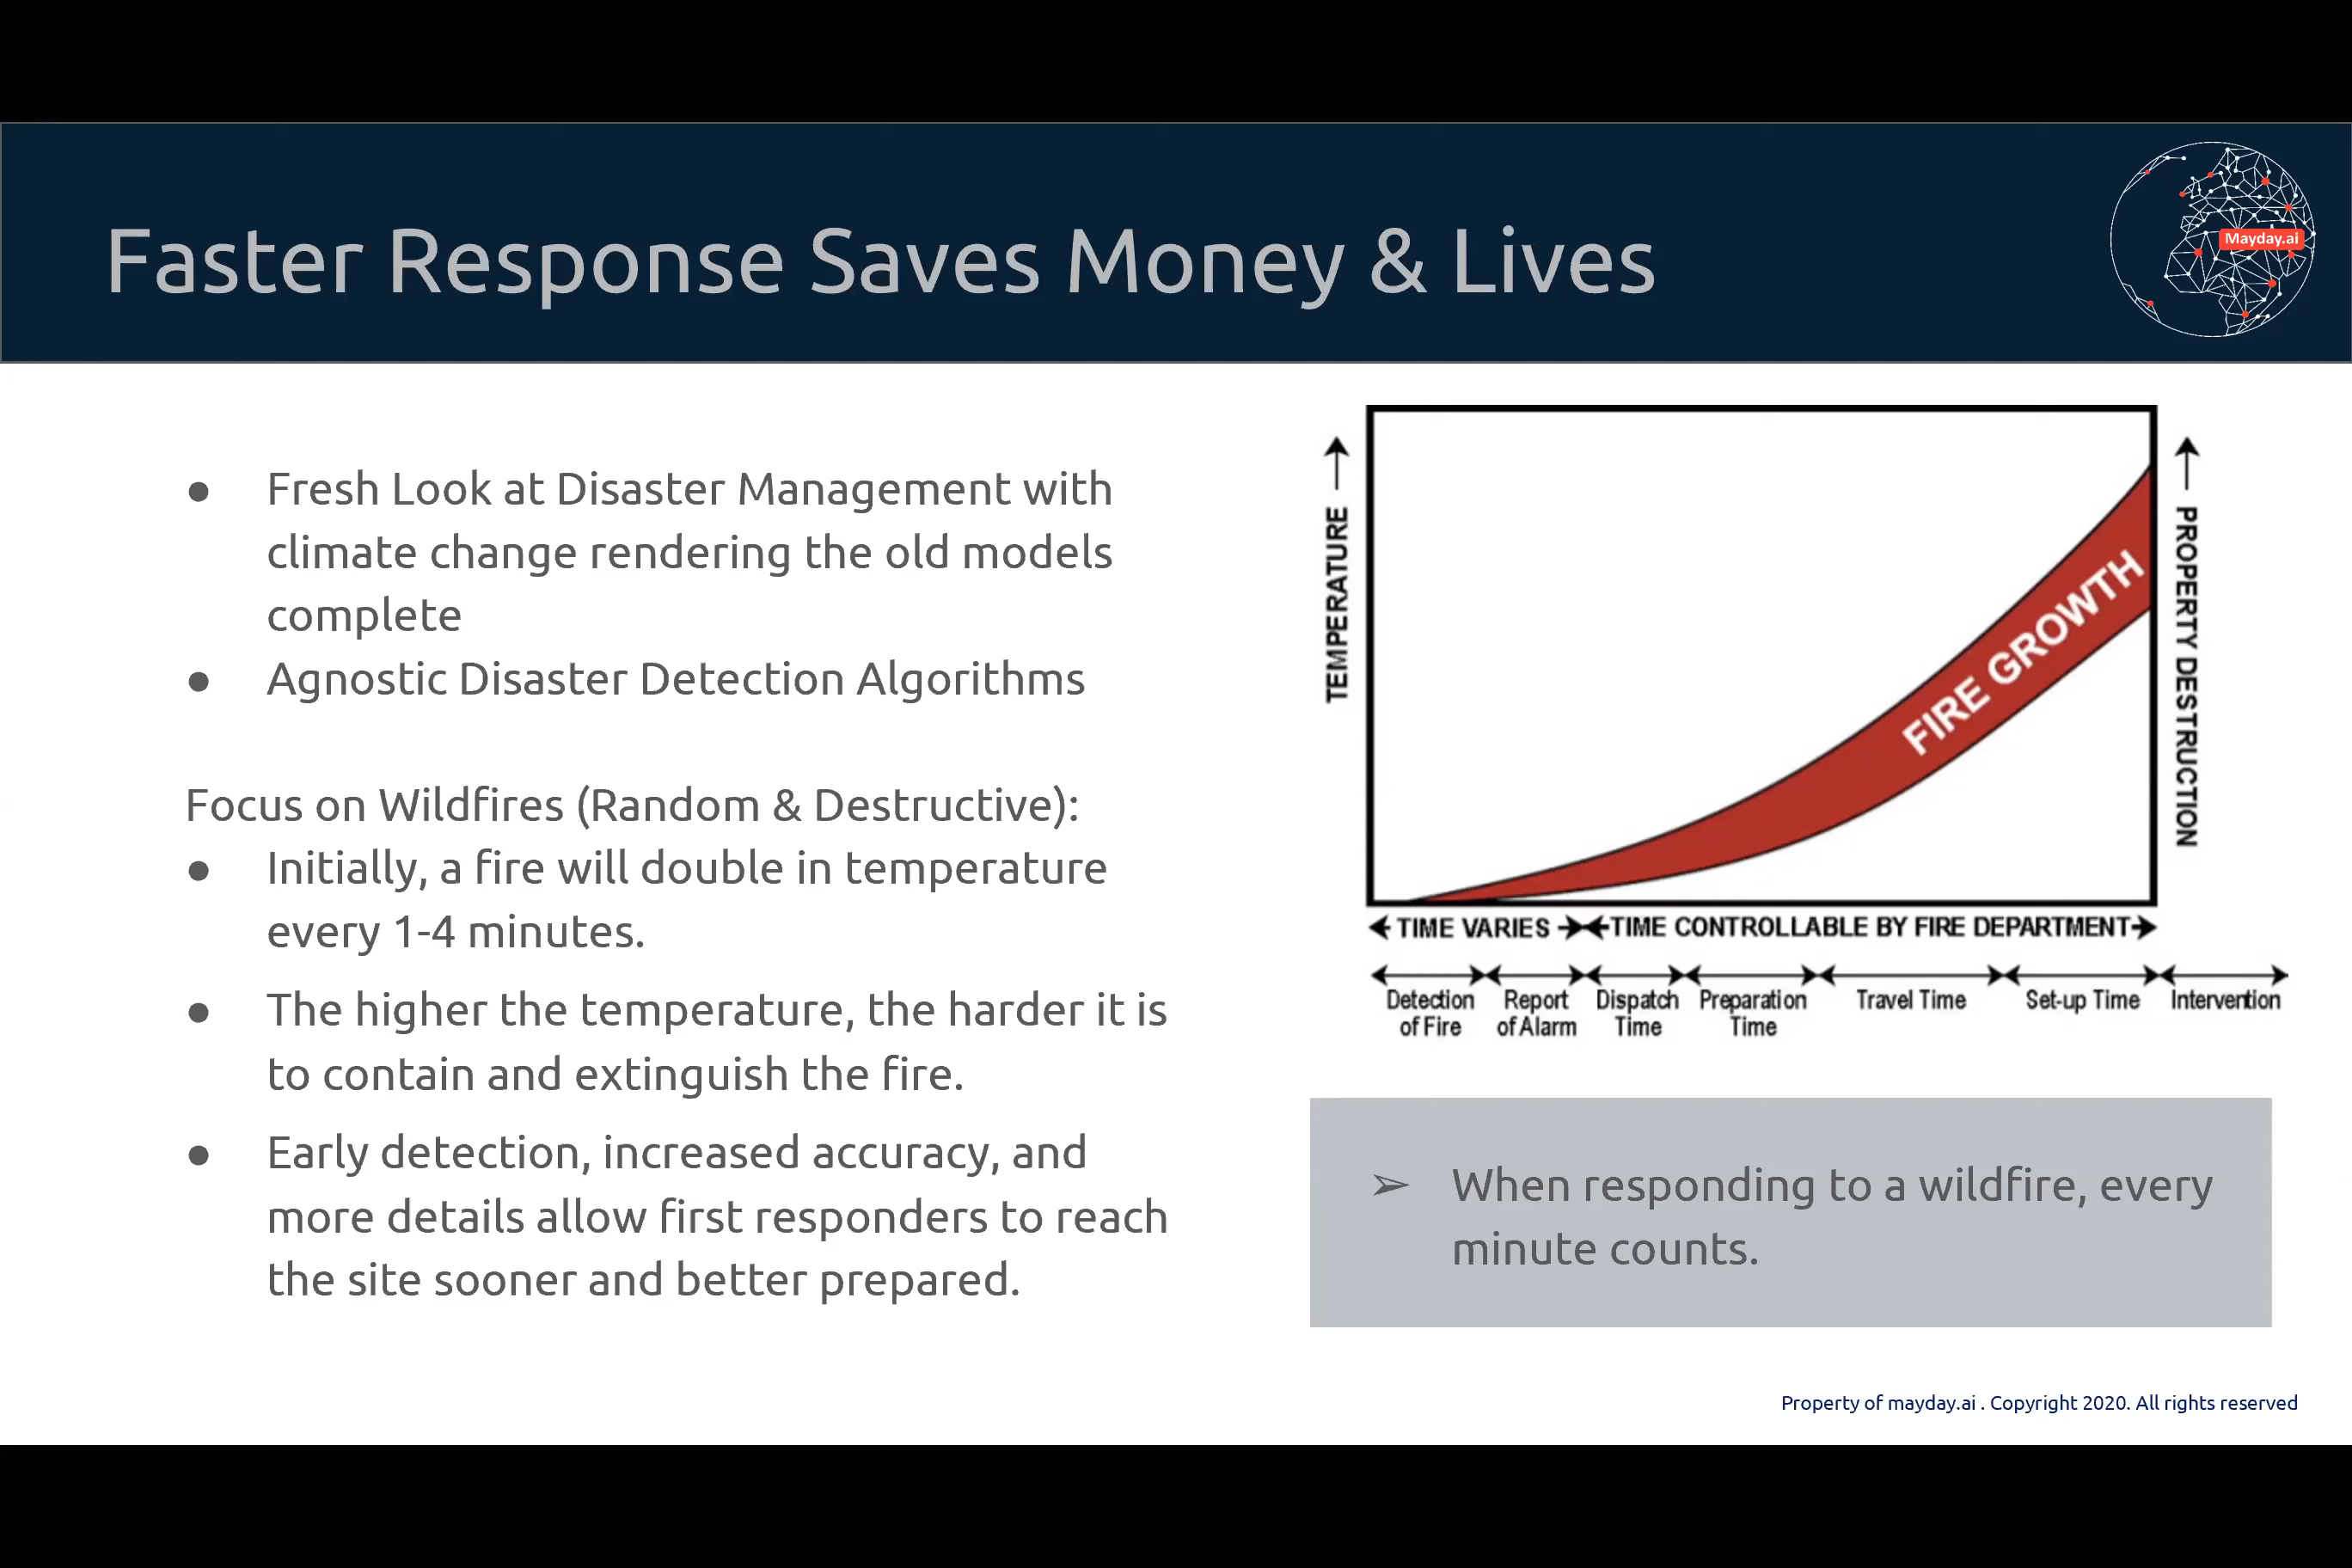 Faster Response Saves Money & Lives
Mayday.ai
● Fresh Look at Disaster Management with
climate change rendering the old models
complete
● Agnostic Disaster Detection Algorithms
Focus on Wildfires (Random & Destructive):
● Initially, a fire will double in temperature
every 1-4 minutes.
● The higher the temperature, the harder it is
to contain and extinguish the fire.
● Early detection, increased accuracy, and
more details allow first responders to reach
the site sooner and better prepared.
TEMPERATURE
FIRE GROWTH
PROPERTY DESTRUCTION
TIME VARIES
TIME CONTROLLABLE BY FIRE DEPARTMENT
Detection
of Fire
Report
of Alarm
Dispatch
Time
Preparation
Time
Travel Time
Set-up Time
Intervention
➢ When responding to a wildfire, every
minute counts.
Property of mayday.ai . Copyright 2020. All rights reserved